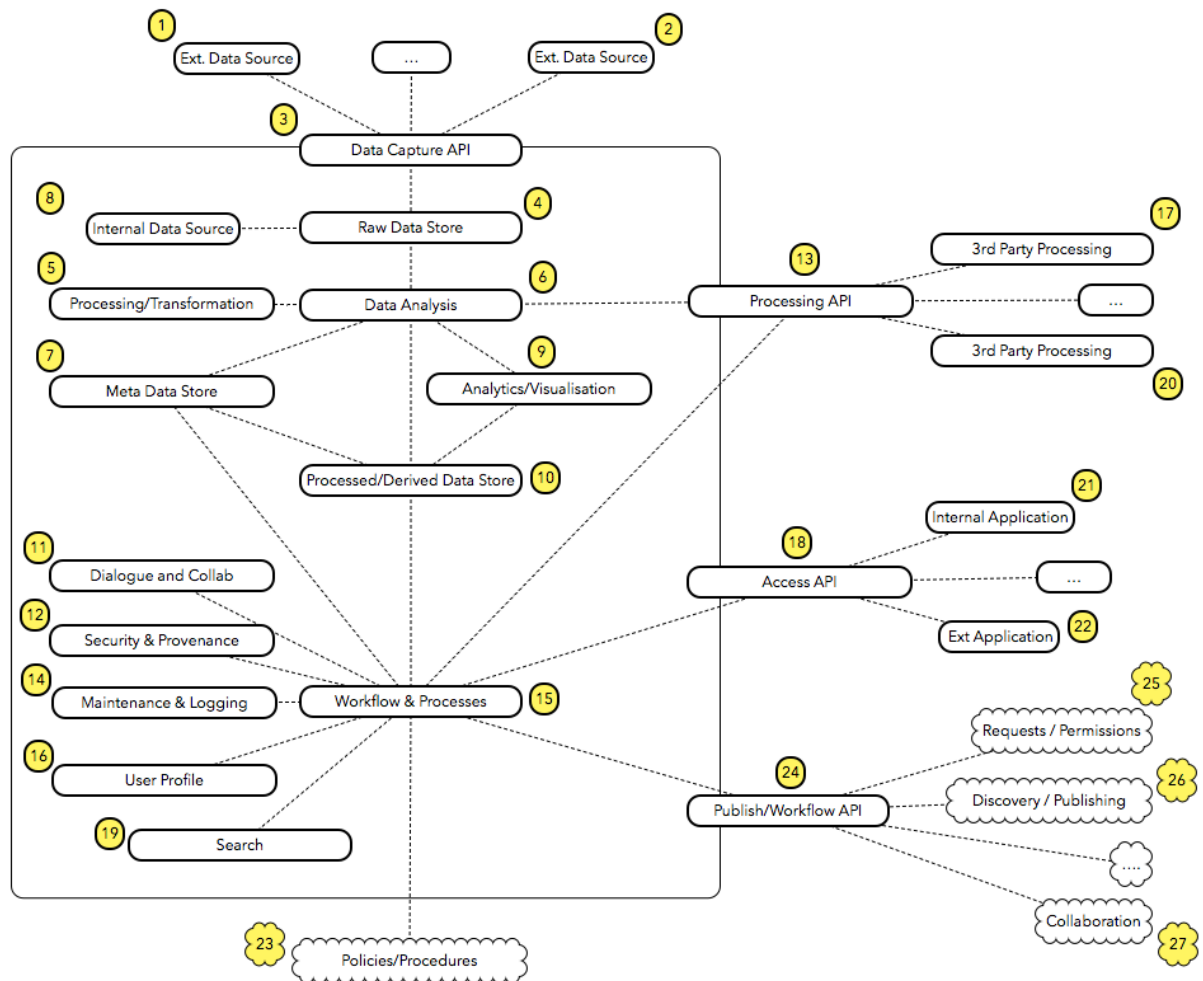 1
2
Ext. Data Source
...
Ext. Data Source
3
Data Capture API
8
4
17
Internal Data Source
Raw Data Store
3rd Party Processing
5
6
13
Processing/Transformation
Data Analysis
Processing API
...
7
9
3rd Party Processing
Meta Data Store
Analytics/Visualisation
20
Processed/Derived Data Store
10
21
Internal Application
11
18
Dialogue and Collab
Access API
...
12
Security & Provenance
Ext Application
22
14
25
Maintenance & Logging
Workflow & Processes
15
Requests / Permissions
16
24
26
User Profile
Discovery / Publishing
Publish/Workflow API
19
Search
....
Collaboration
23
27
Policies/Procedures